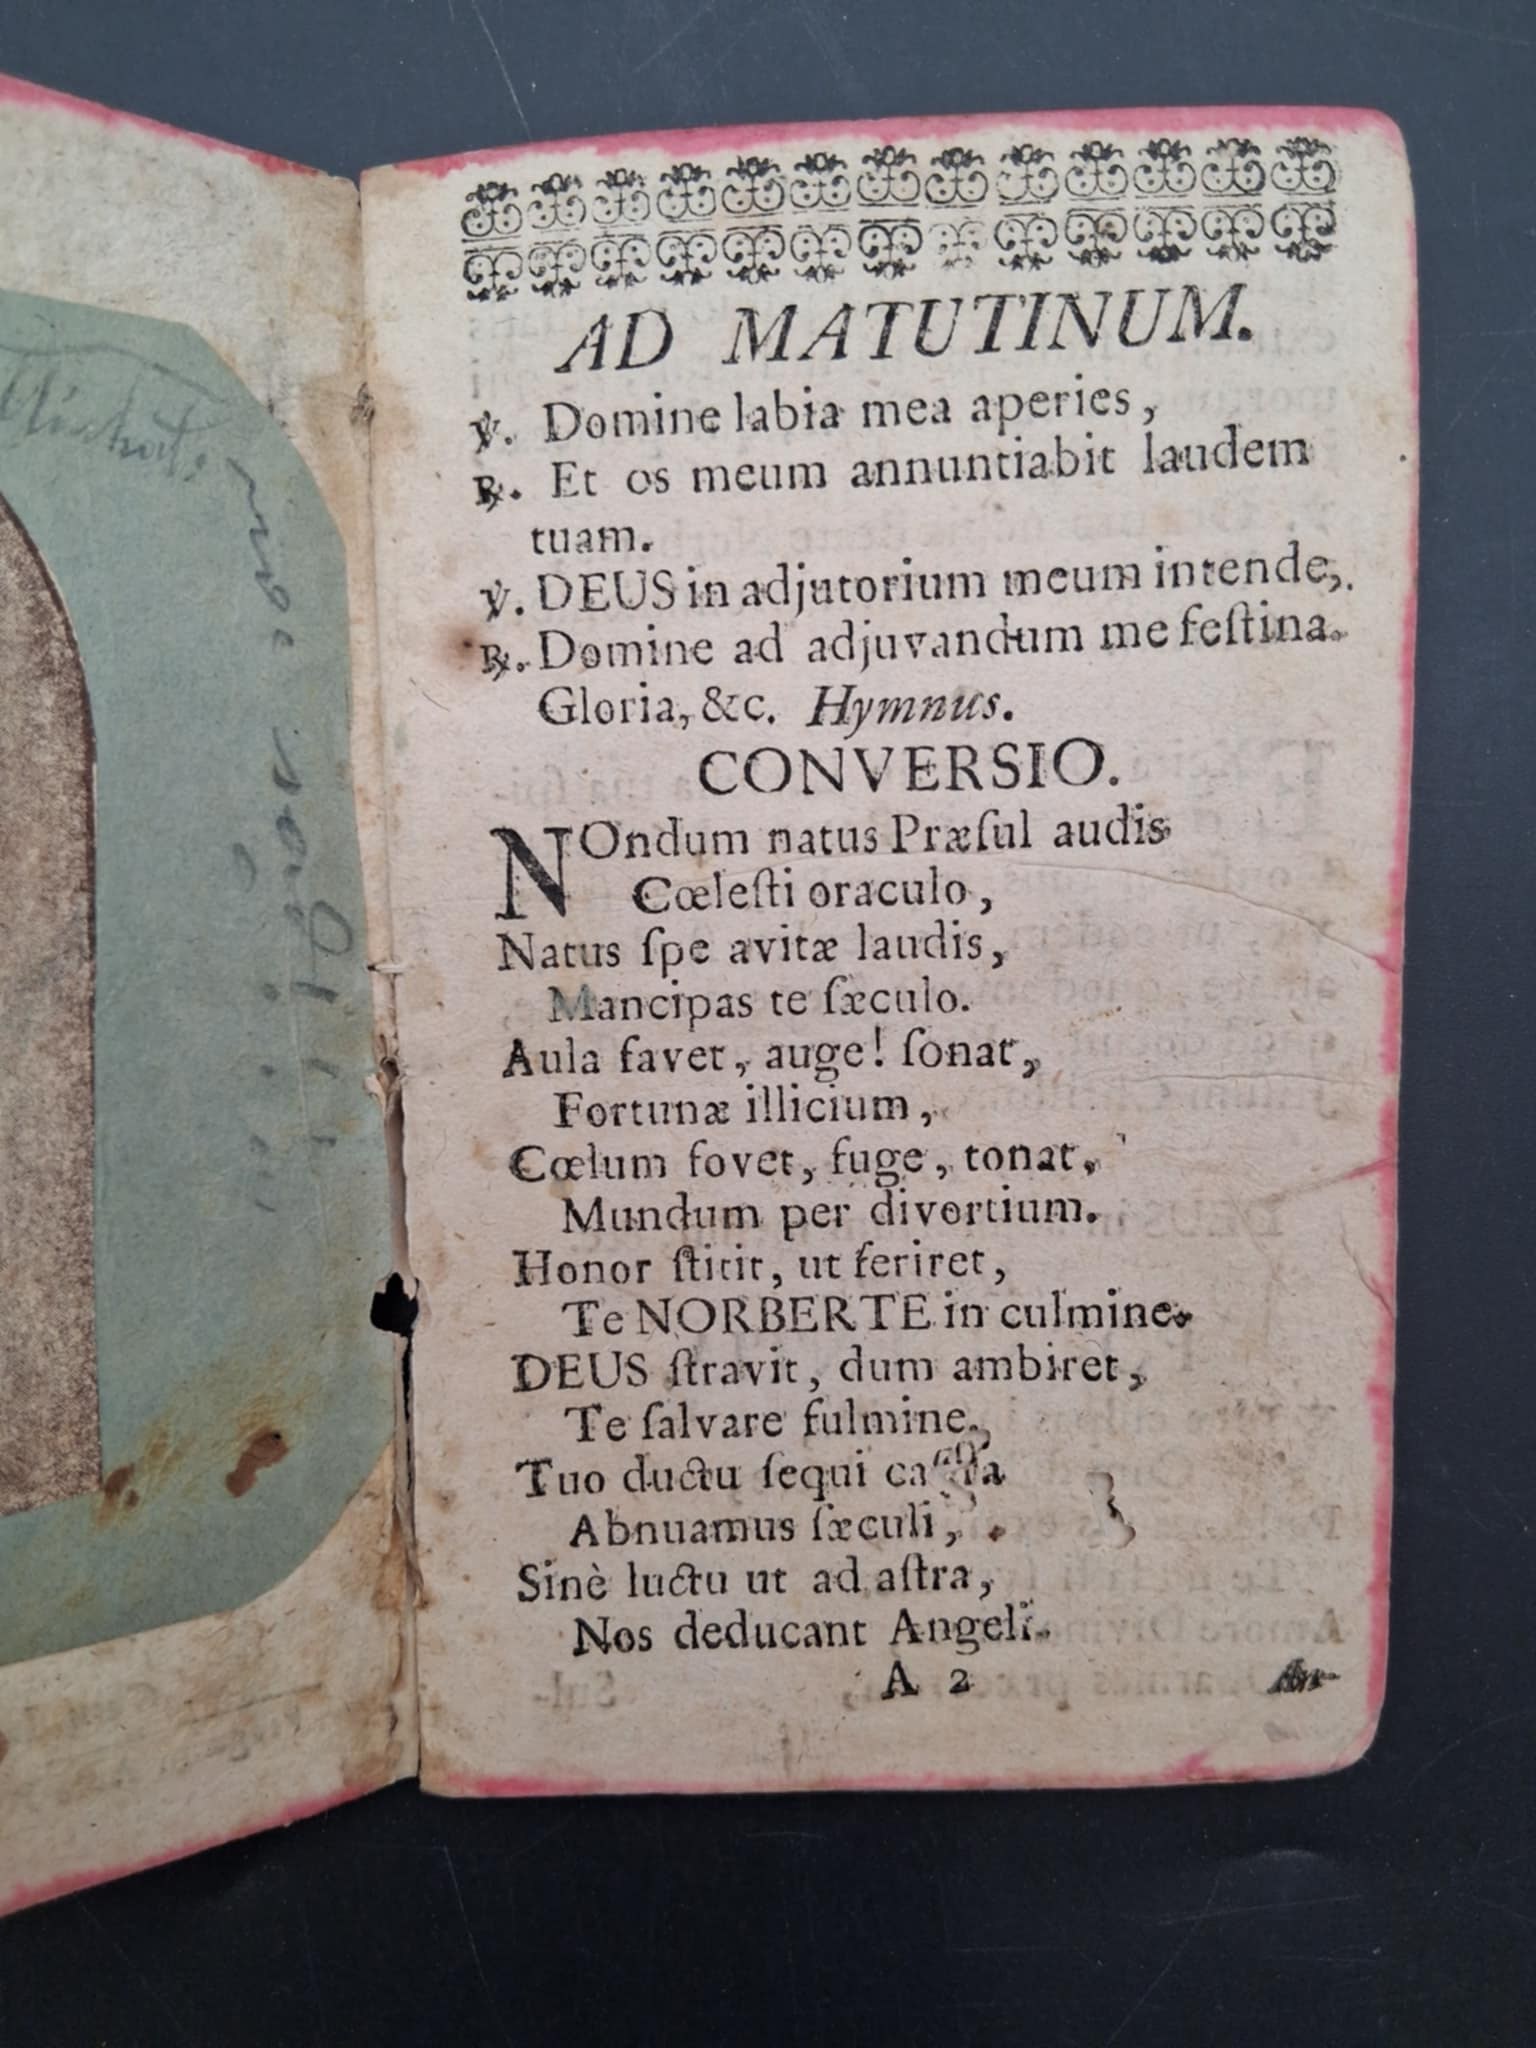 AD MATUTINUM.
℣. Domine labia mea aperies,
℟. Et os meum annuntiabit laudem
tuam.
℣. DEUS in adjutorium meum intende,
℟. Domine ad adjuvandum me feſtina.
Gloria, &c. Hymnus.
CONVERSIO.
NOndum natus Præſul audis
Cœleſti oraculo,
Natus ſpe avitæ laudis,
Mancipas te ſæculo.
Aula favet, auge! ſonat,
Fortunæ illicium,
Cœlum fovet, fuge, tonat,
Mundum per divortium.
Honor ſtitit, ut feriret,
Te NORBERTE in culmine.
DEUS ſtravit, dum ambiret,
Te ſalvare fulmine.
Tuo ductu ſequi caſtra
Abnuamus ſæculi,
Sinè luctu ut ad aſtra,
Nos deducant Angeli.
A 2